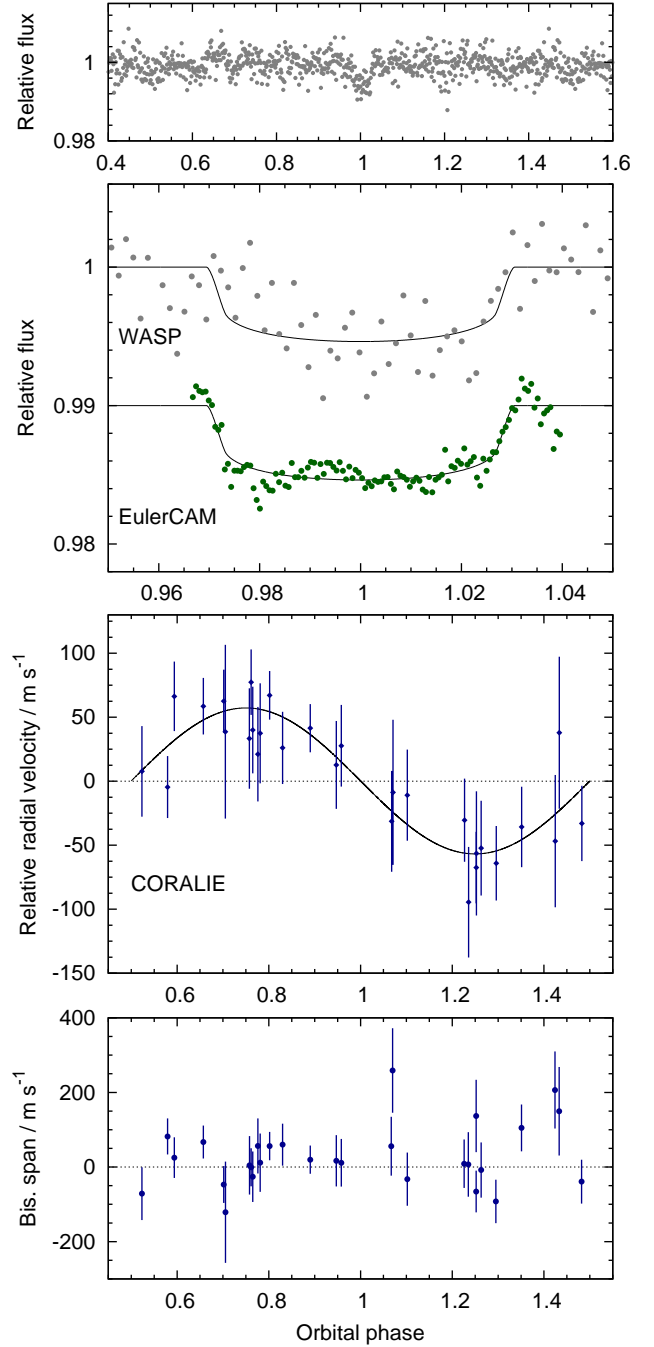 Relative flux
1
0.98
0.4 0.6 0.8 1 1.2 1.4 1.6
Relative flux
1
WASP
0.99
EulerCAM
0.98
0.96 0.98 1 1.02 1.04
Relative radial velocity / m s⁻¹
100
50
0
-50
CORALIE
-100
-150
0.6 0.8 1 1.2 1.4
Bis. span / m s⁻¹
400
200
0
-200
0.6 0.8 1 1.2 1.4
Orbital phase